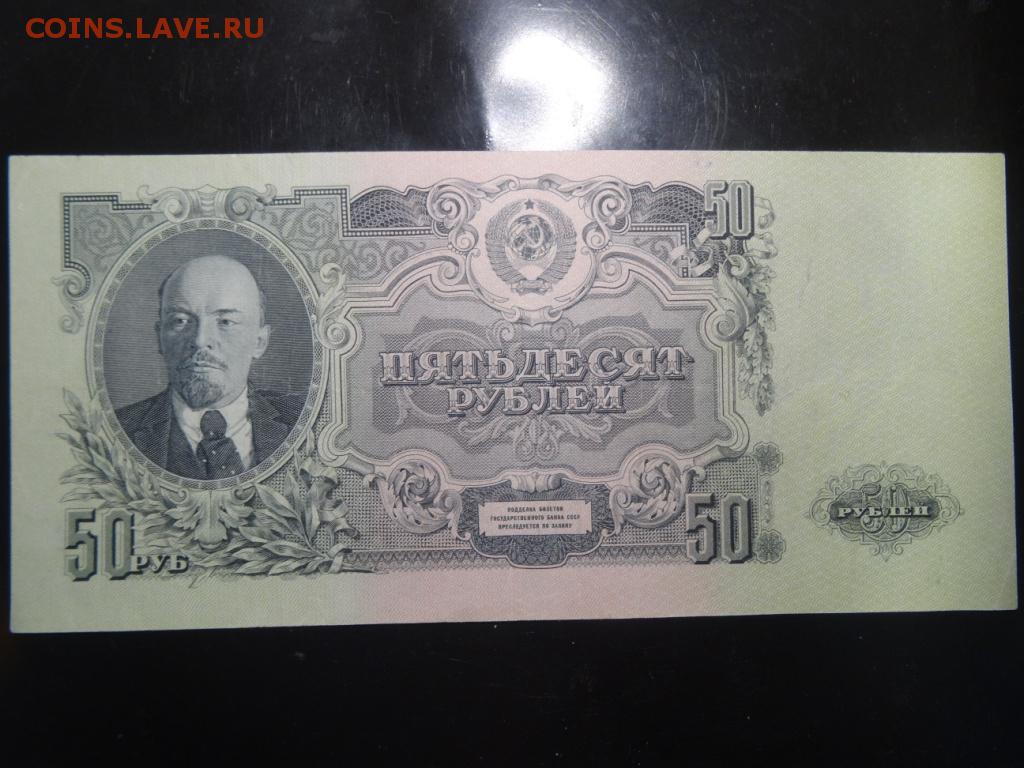 COINS.LAVE.RU
50
ПЯТЬДЕСЯТ
РУБЛЕЙ
ПОДДЕЛКА БИЛЕТОВ
ГОСУДАРСТВЕННОГО БАНКА СССР
ПРЕСЛЕДУЕТСЯ ПО ЗАКОНУ
50 РУБ
50
50
РУБЛЕЙ